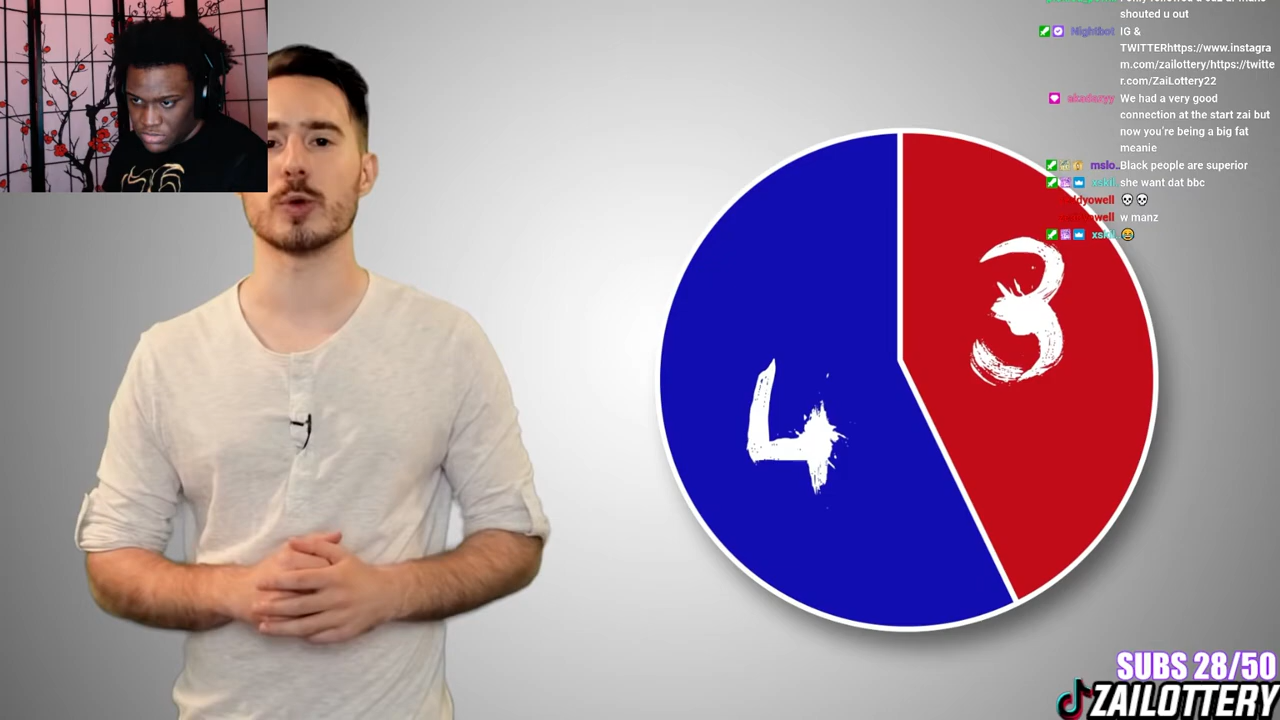 shouted u out
Nightbot IG &
TWITTERhttps://www.instagra
m.com/zailottery/https://twitte
r.com/ZaiLottery22
We had a very good
connection at the start zai but
now you're being a big fat
meanie
mslo.. Black people are superior
she want dat bbc
w manz
3
4
SUBS 28/50
ZAILOTTERY